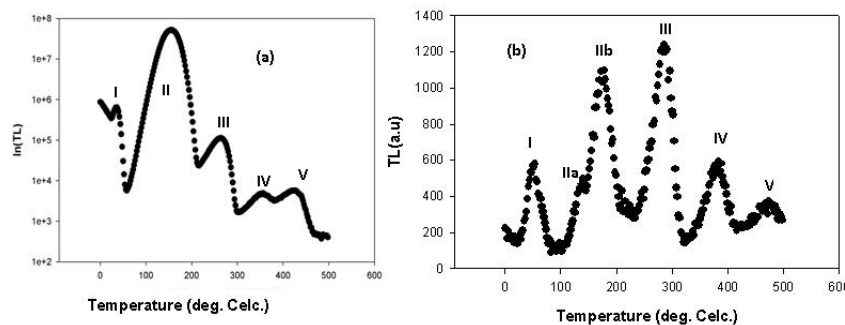 (a)
ln(TL)
1e+8
1e+7
1e+6
1e+5
1e+4
1e+3
1e+2
I
II
III
IV
V
0 100 200 300 400 500 600
Temperature (deg. Celc.)
(b)
TL(a.u)
1400
1200
1000
800
600
400
200
0
I
IIa
IIb
III
IV
V
0 100 200 300 400 500 600
Temperature (deg. Celc.)